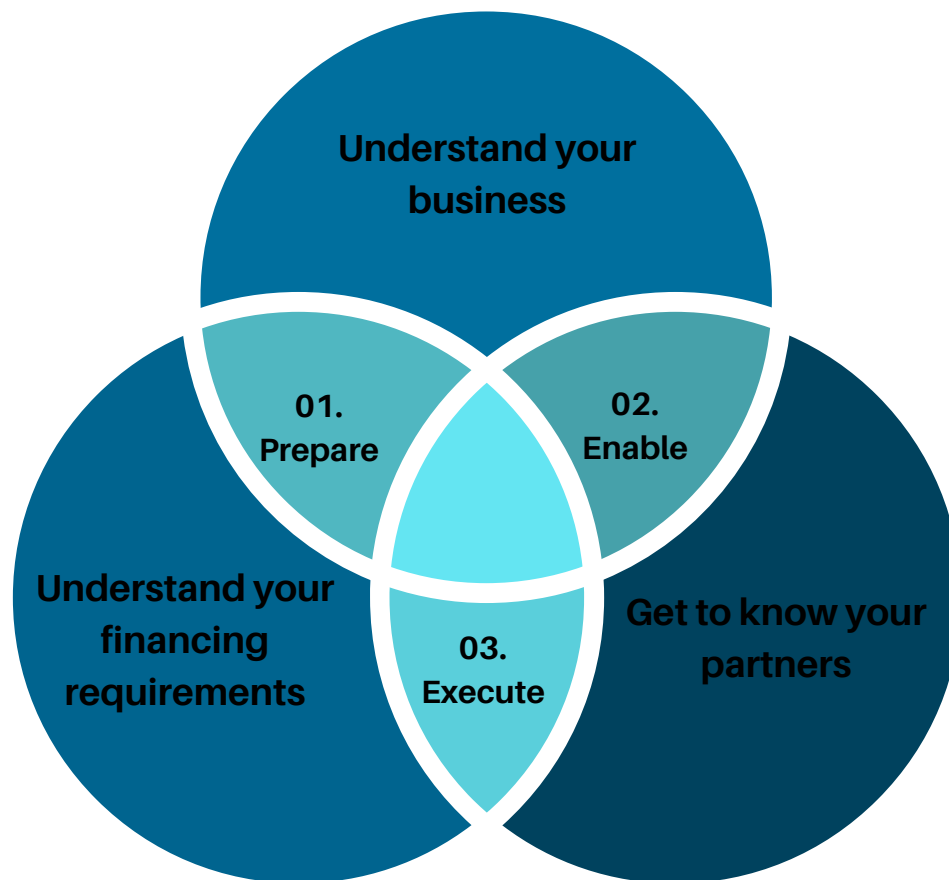 Understand your
business
01.
Prepare
02.
Enable
Understand your
financing
requirements
Get to know your
partners
03.
Execute